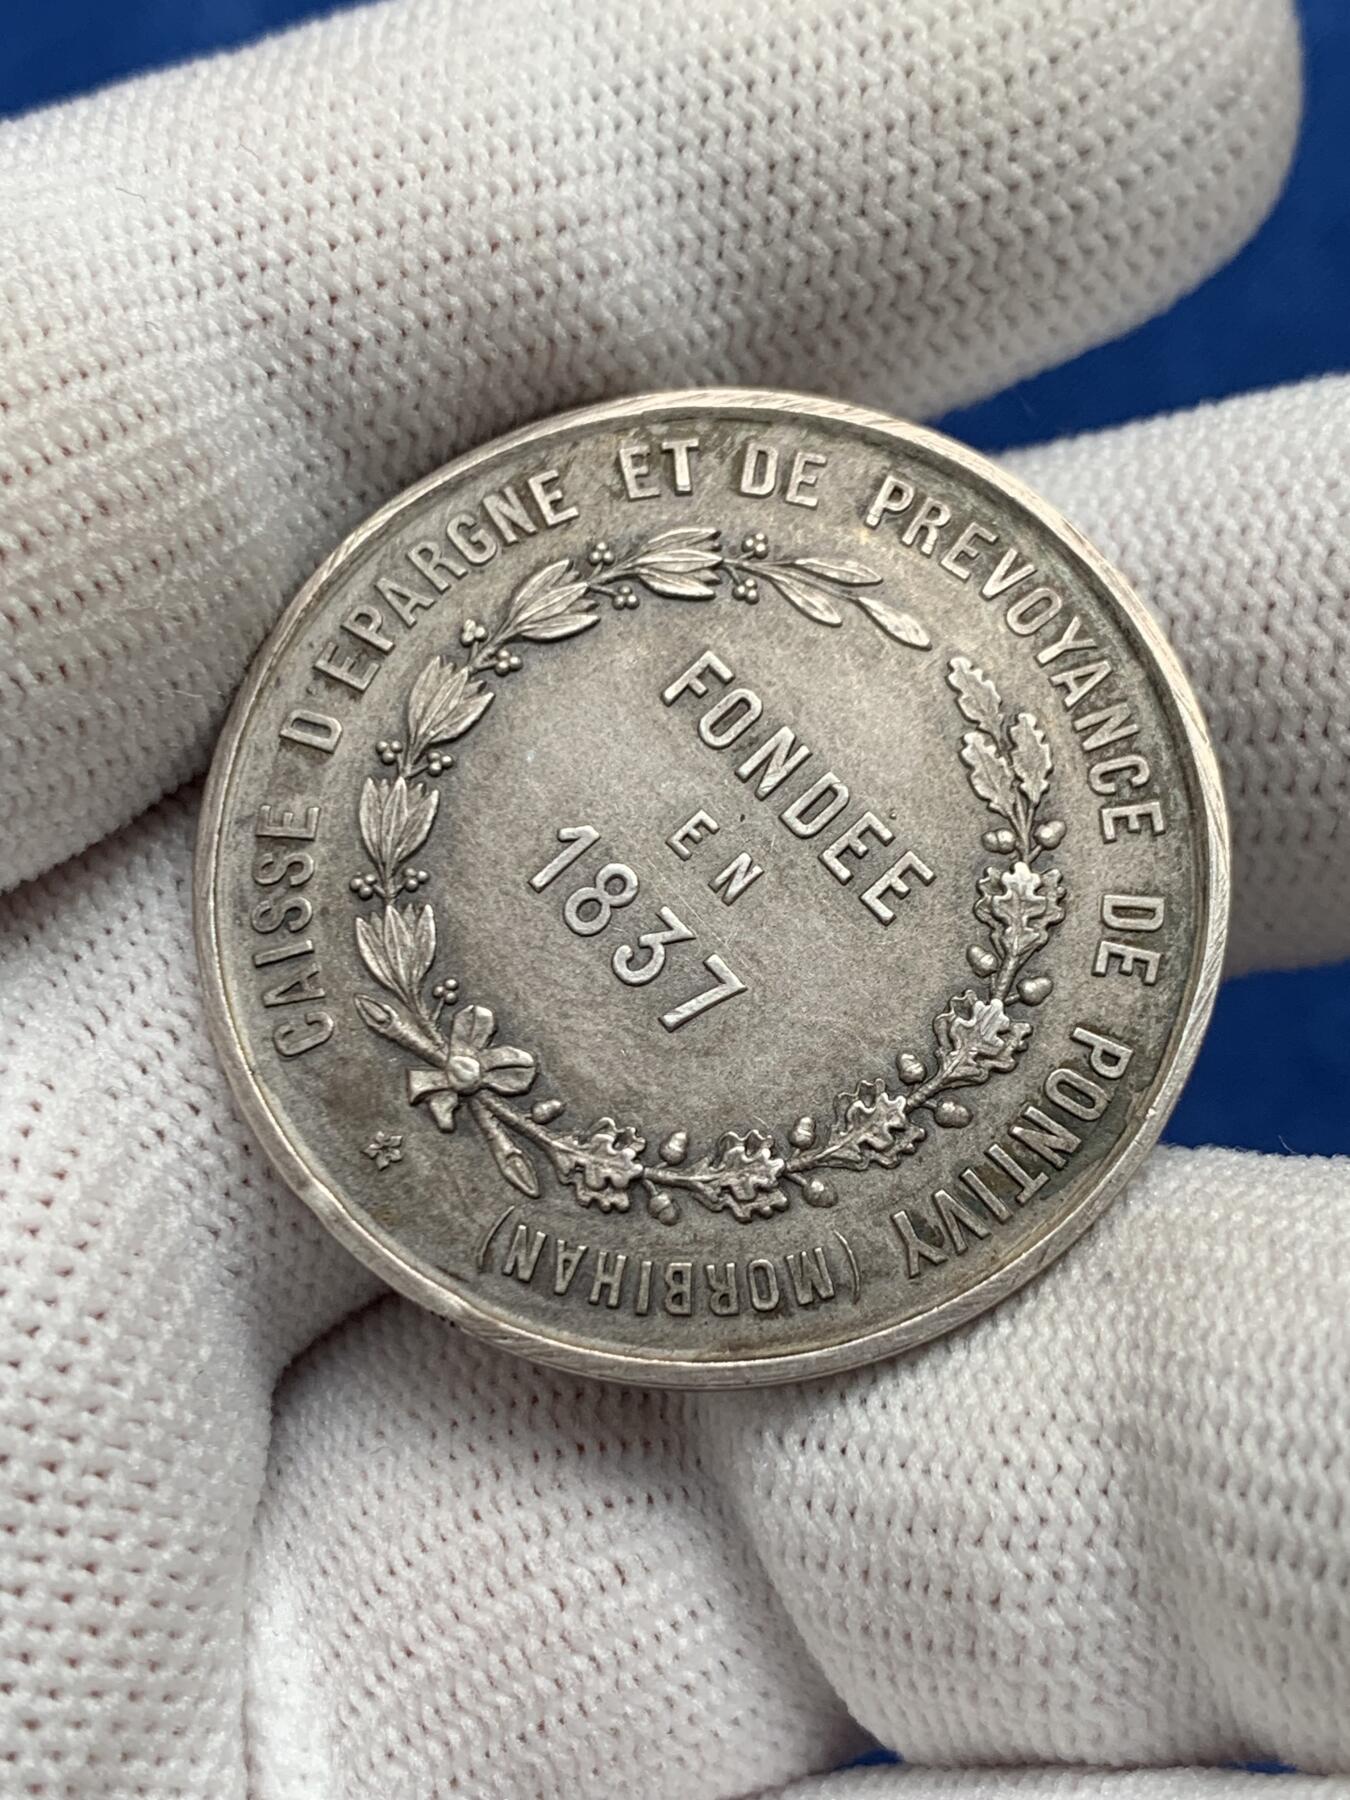 CAISSE D'EPARGNE ET DE PREVOYANCE DE PONTIVY (MORBIHAN)
FONDEE
EN
1837